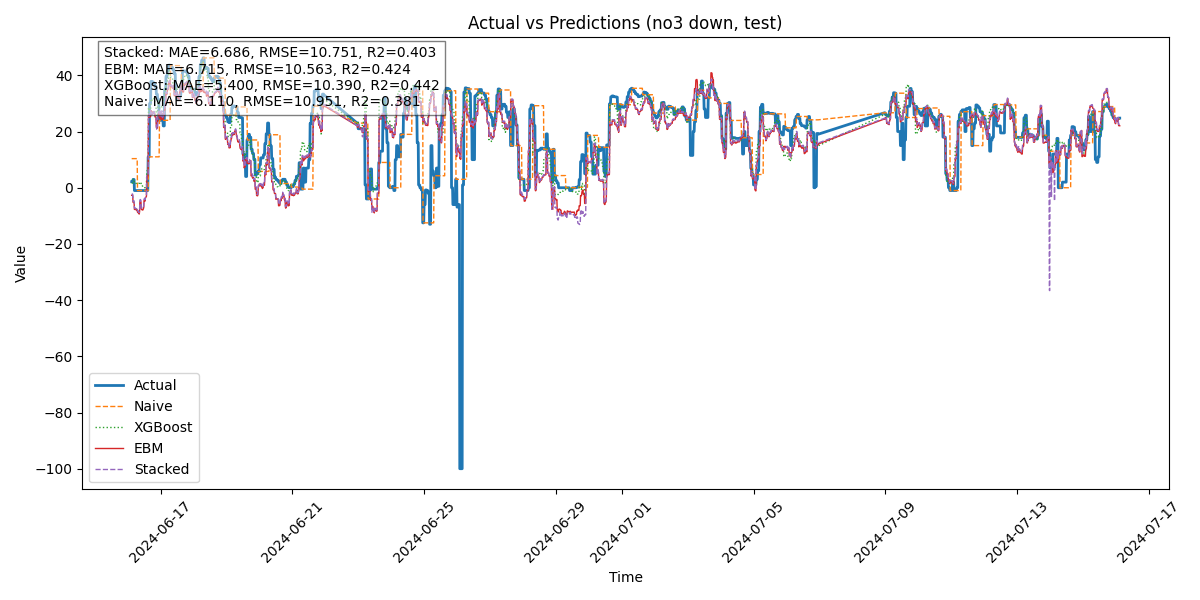 Actual vs Predictions (no3 down, test)
Stacked: MAE=6.686, RMSE=10.751, R2=0.403
EBM: MAE=6.715, RMSE=10.563, R2=0.424
XGBoost: MAE=5.400, RMSE=10.390, R2=0.442
Naive: MAE=6.110, RMSE=10.951, R2=0.381
40
20
0
−20
−40
−60
−80
−100
Value
Actual
Naive
XGBoost
EBM
Stacked
2024-06-17
2024-06-21
2024-06-25
2024-06-29
2024-07-01
2024-07-05
2024-07-09
2024-07-13
2024-07-17
Time